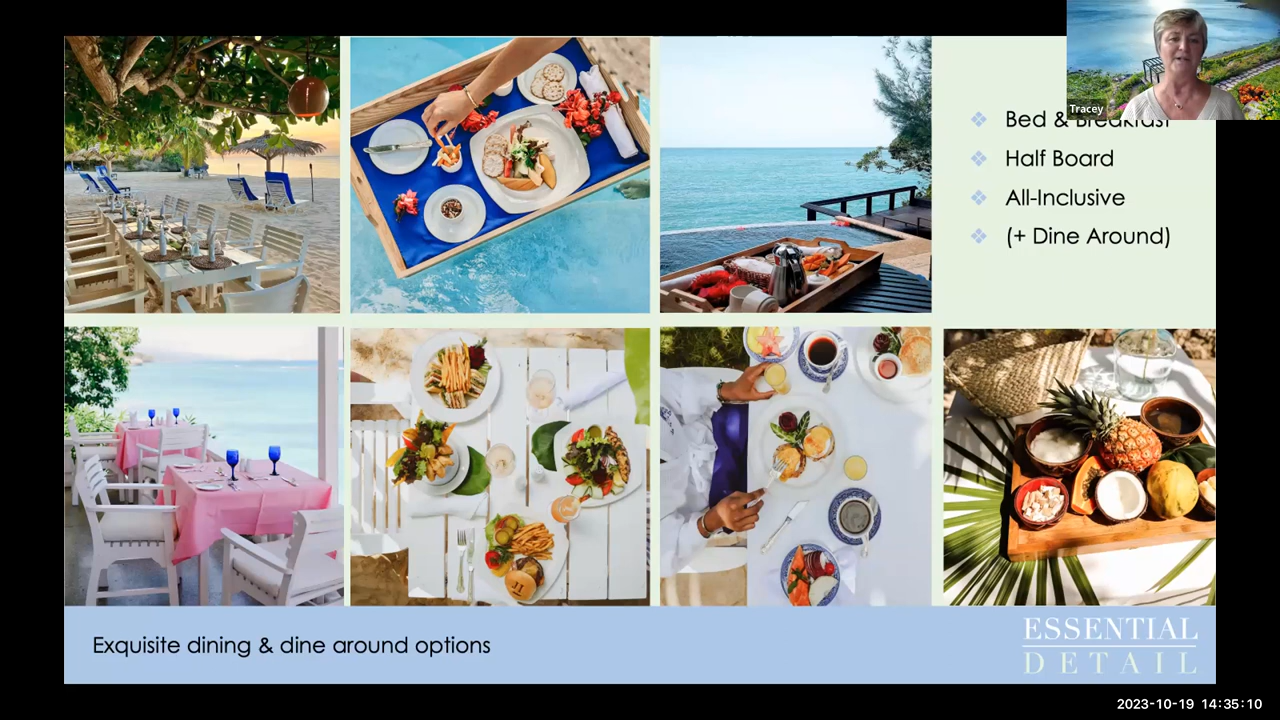 Tracey
Bed & Breakfast
Half Board
All-Inclusive
(+ Dine Around)
Exquisite dining & dine around options
ESSENTIAL
DETAIL
2023-10-19 14:35:10